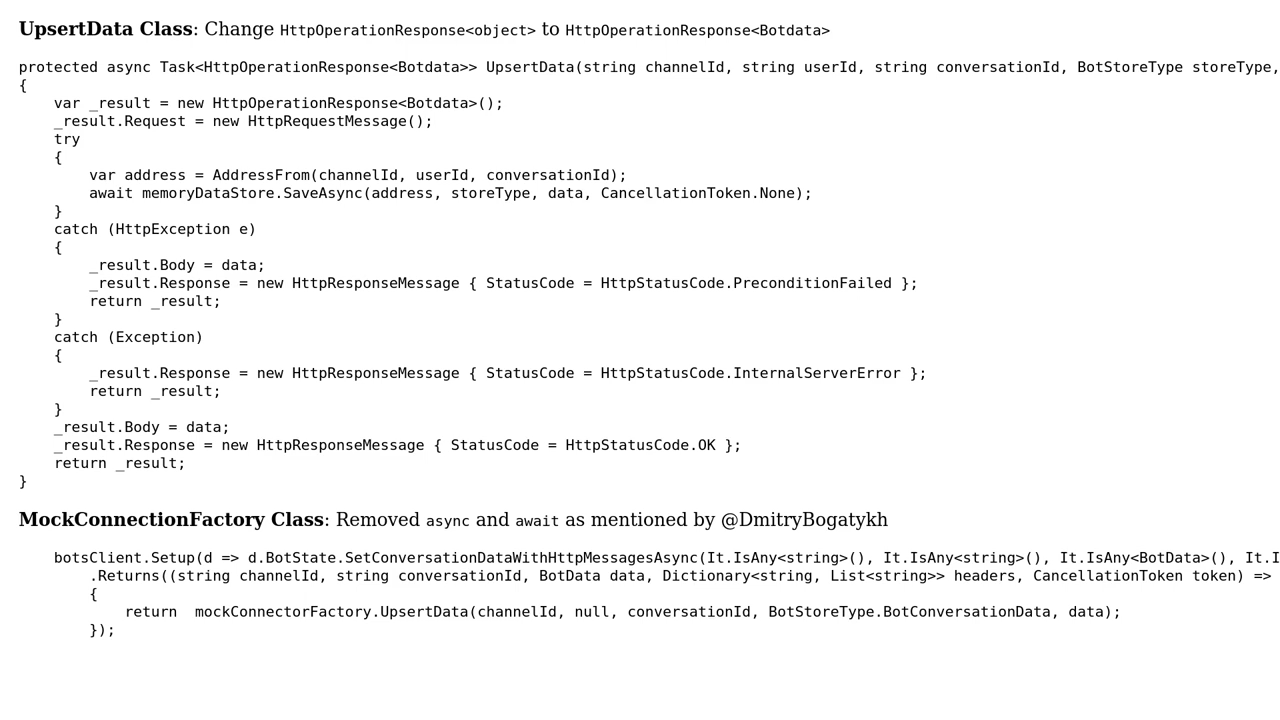 UpsertData Class: Change HttpOperationResponse<object> to HttpOperationResponse<Botdata>
protected async Task<HttpOperationResponse<Botdata>> UpsertData(string channelId, string userId, string conversationId, BotStoreType storeType,
{
    var _result = new HttpOperationResponse<Botdata>();
    _result.Request = new HttpRequestMessage();
    try
    {
        var address = AddressFrom(channelId, userId, conversationId);
        await memoryDataStore.SaveAsync(address, storeType, data, CancellationToken.None);
    }
    catch (HttpException e)
    {
        _result.Body = data;
        _result.Response = new HttpResponseMessage { StatusCode = HttpStatusCode.PreconditionFailed };
        return _result;
    }
    catch (Exception)
    {
        _result.Response = new HttpResponseMessage { StatusCode = HttpStatusCode.InternalServerError };
        return _result;
    }
    _result.Body = data;
    _result.Response = new HttpResponseMessage { StatusCode = HttpStatusCode.OK };
    return _result;
}
MockConnectionFactory Class: Removed async and await as mentioned by @DmitryBogatykh
    botsClient.Setup(d => d.BotState.SetConversationDataWithHttpMessagesAsync(It.IsAny<string>(), It.IsAny<string>(), It.IsAny<BotData>(), It.I
        .Returns((string channelId, string conversationId, BotData data, Dictionary<string, List<string>> headers, CancellationToken token) =>
        {
            return  mockConnectorFactory.UpsertData(channelId, null, conversationId, BotStoreType.BotConversationData, data);
        });